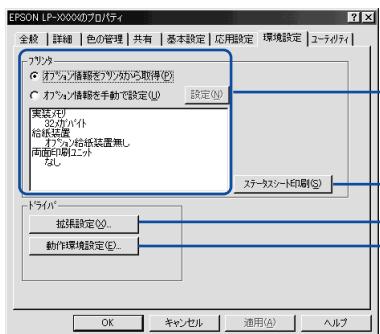 EPSON LP-XXXXのプロパティ
全般 詳細 色の管理 共有 基本設定 応用設定 環境設定 ユーティリティ
プリンタ
オプション情報をプリンタから取得(P)
オプション情報を手動で設定(U) 設定(N)
実装メモリ
32メガバイト
給紙装置
オプション給紙装置無し
両面印刷ユニット
なし
ステータスシート印刷(S)
ドライバ
拡張設定(X)...
動作環境設定(E)...
OK キャンセル 適用(A) ヘルプ